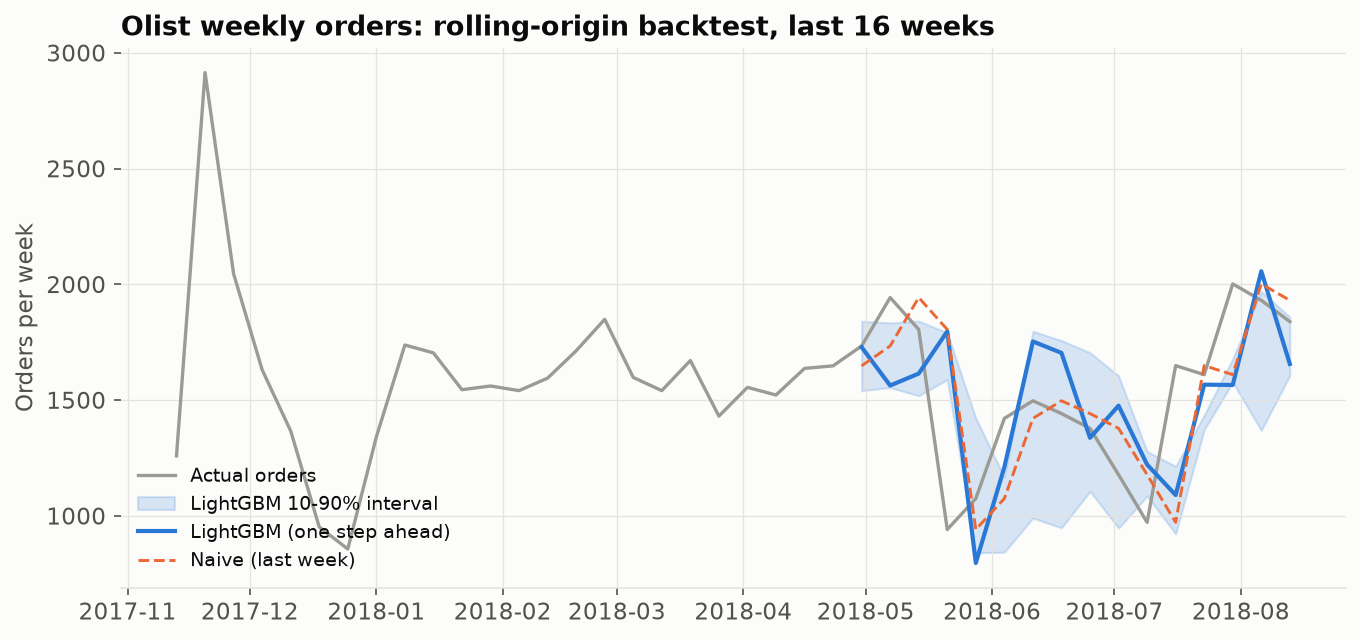 Olist weekly orders: rolling-origin backtest, last 16 weeks
3000
2500
2000
1500
1000
Orders per week
Actual orders
LightGBM 10-90% interval
LightGBM (one step ahead)
Naive (last week)
2017-11 2017-12 2018-01 2018-02 2018-03 2018-04 2018-05 2018-06 2018-07 2018-08